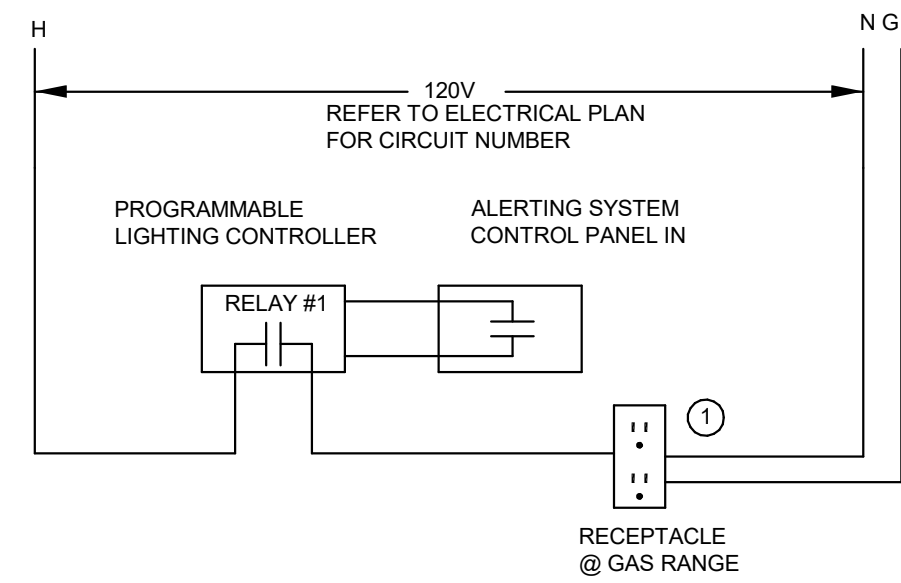 H
N G
120V
REFER TO ELECTRICAL PLAN
FOR CIRCUIT NUMBER
PROGRAMMABLE
LIGHTING CONTROLLER
ALERTING SYSTEM
CONTROL PANEL IN
RELAY #1
1
RECEPTACLE
@ GAS RANGE